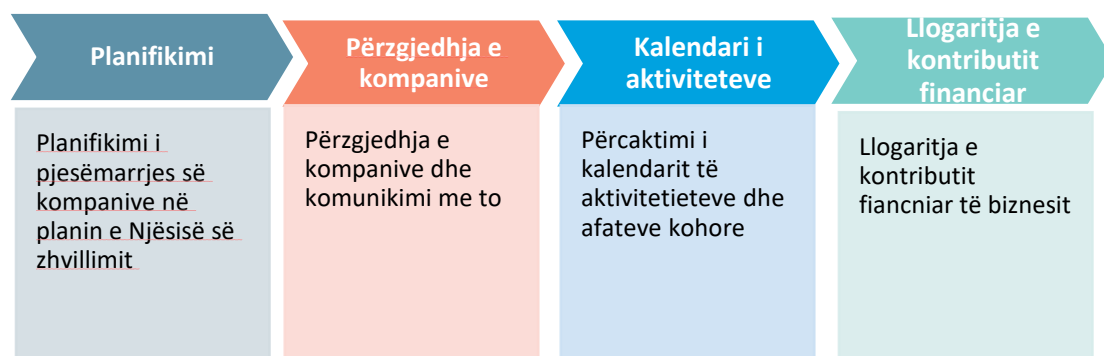 Planifikimi
Planifikimi i
pjesëmarrjes së
kompanive në
planin e Njësisë së
zhvillimit
Përzgjedhja e
kompanive
Përzgjedhja e
kompanive dhe
komunikimi me to
Kalendari i
aktiviteteve
Përcaktimi i
kalendarit të
aktivitetieteve dhe
afateve kohore
Llogaritja e
kontributit
financiar
Llogaritja e
kontributit
fiancniar të biznesit